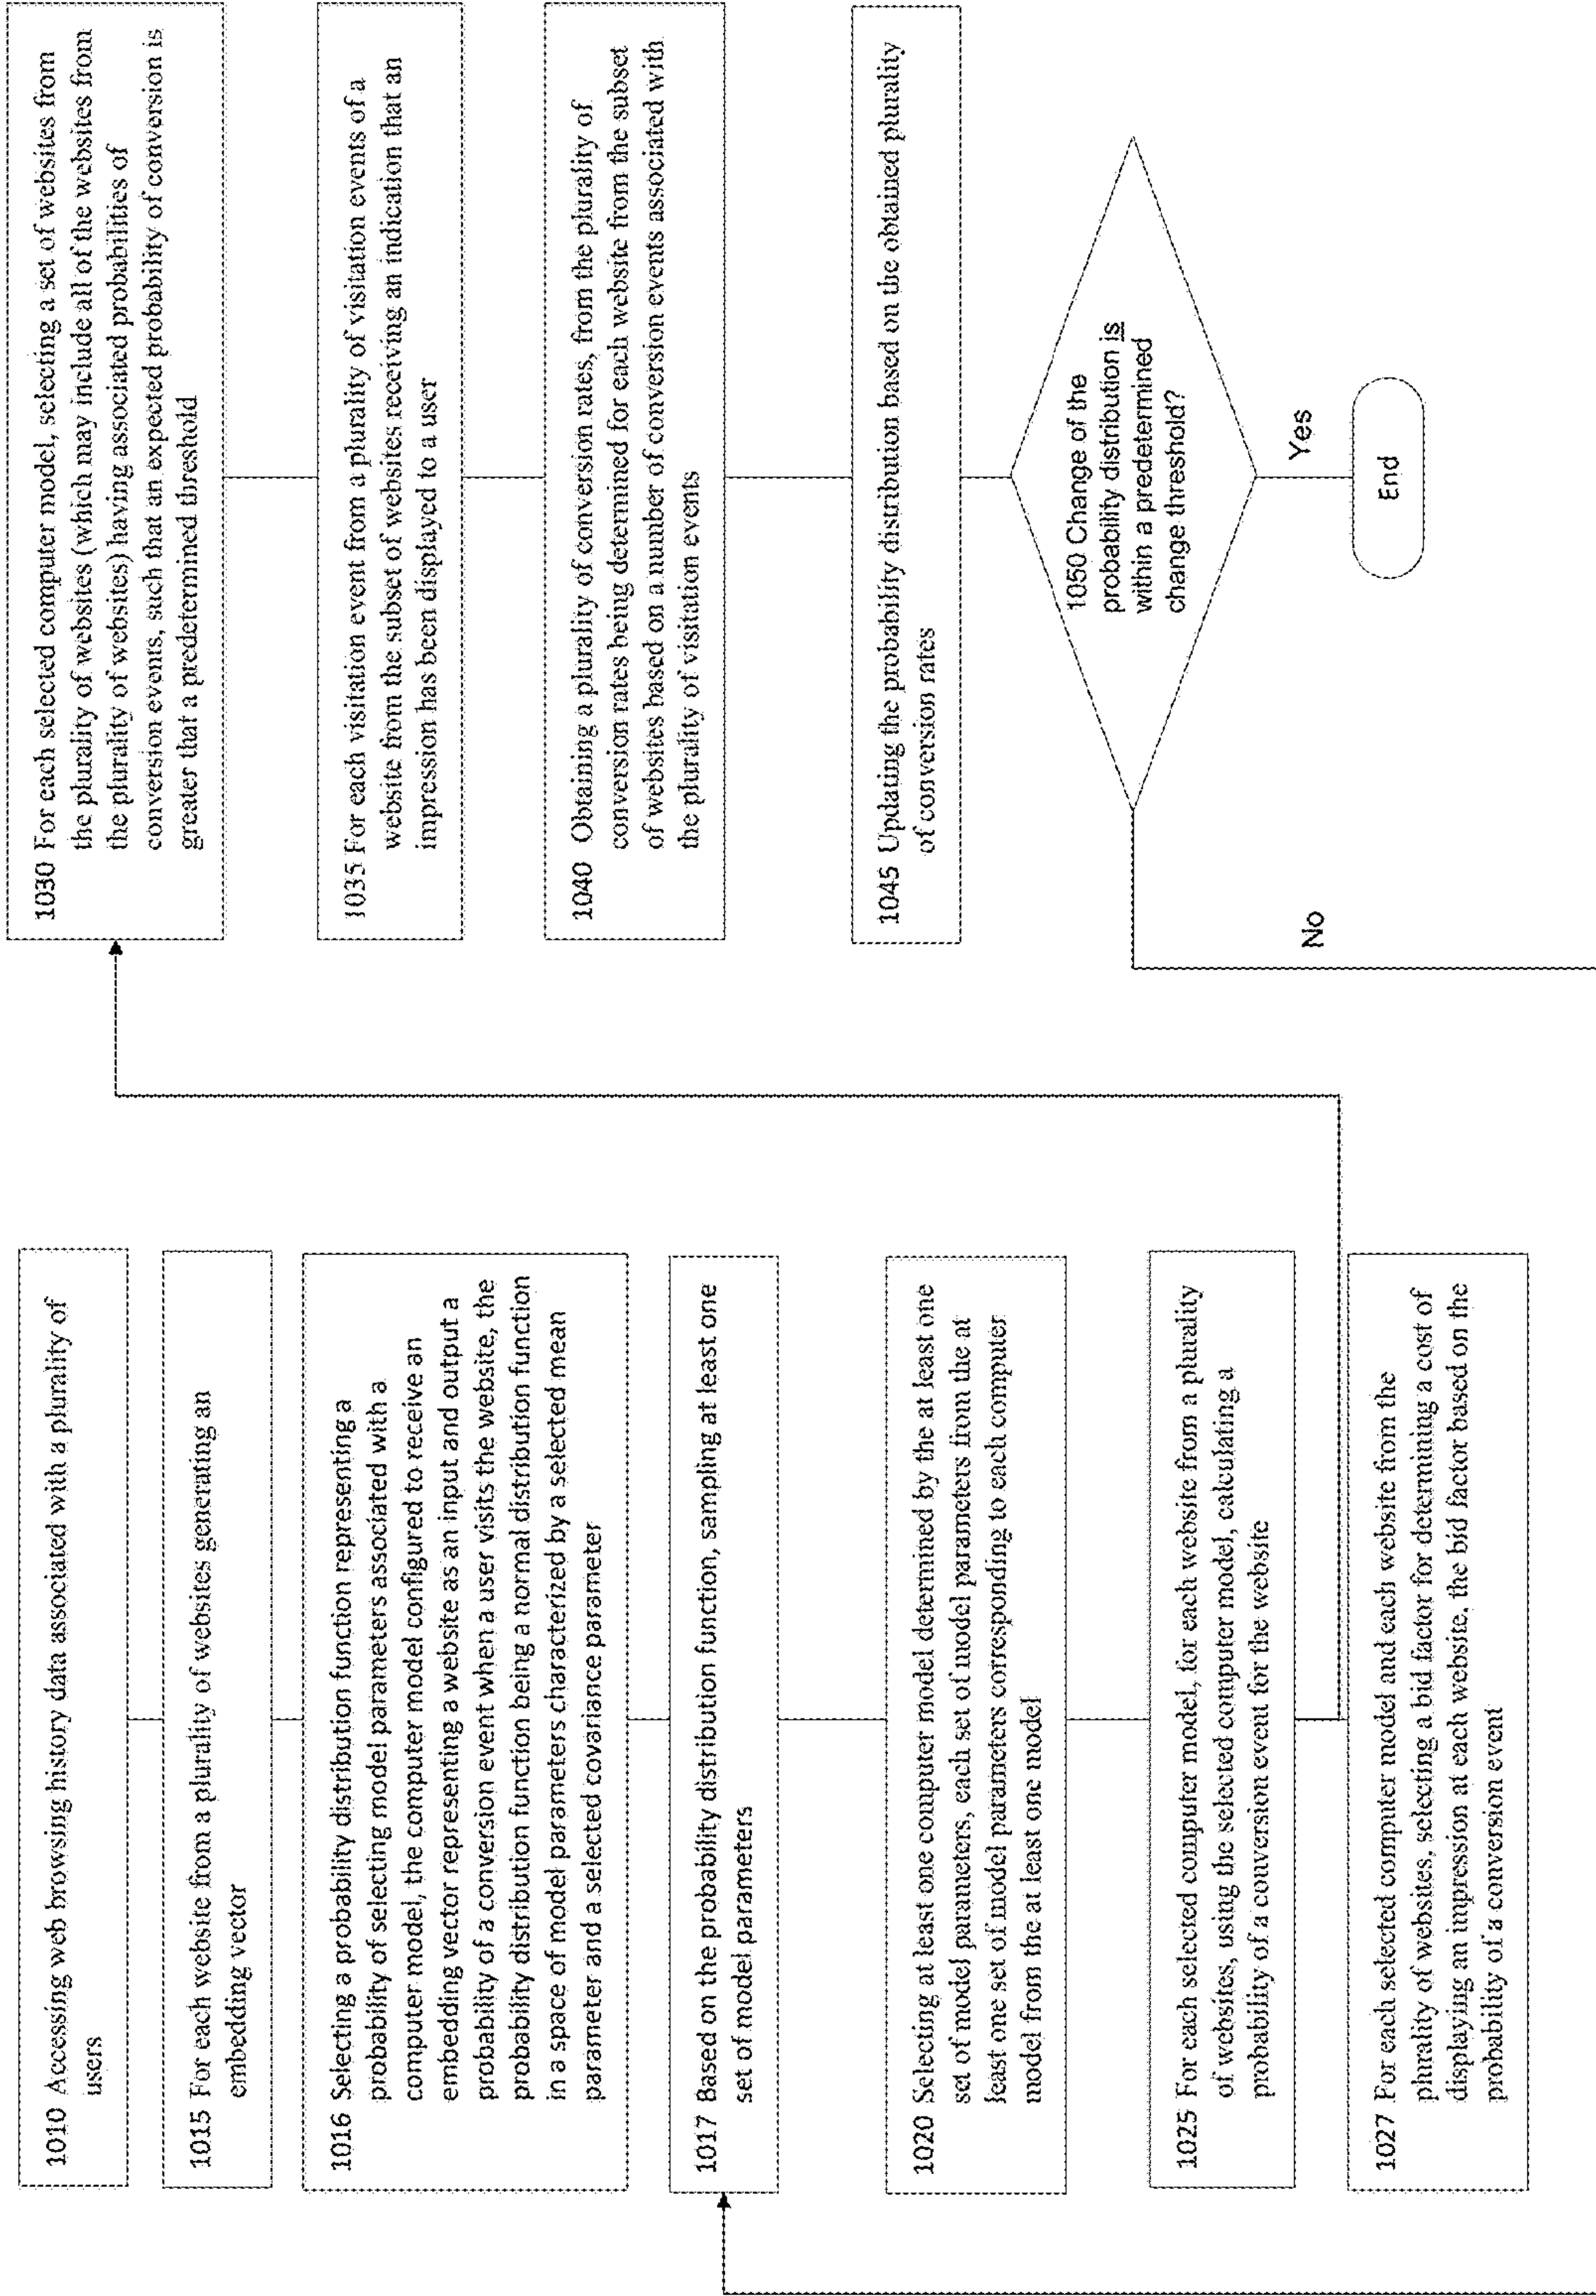 1010 Accessing web browsing history data associated with a plurality of
users
1015 For each website from a plurality of websites generating an
embedding vector
1016 Selecting a probability distribution function representing a
probability of selecting model parameters associated with a
computer model, the computer model configured to receive an
embedding vector representing a website as an input and output a
probability of a conversion event when a user visits the website, the
probability distribution function being a normal distribution function
in a space of model parameters characterized by a selected mean
parameter and a selected covariance parameter
1017 Based on the probability distribution function, sampling at least one
set of model parameters
1020 Selecting at least one computer model determined by the at least one
set of model parameters, each set of model parameters from the at
least one set of model parameters corresponding to each computer
model from the at least one model
1025 For each selected computer model, for each website from a plurality
of websites, using the selected computer model, calculating a
probability of a conversion event for the website
1027 For each selected computer model and each website from the
plurality of websites, selecting a bid factor for determining a cost of
displaying an impression at each website, the bid factor based on the
probability of a conversion event
1030 For each selected computer model, selecting a set of websites from
the plurality of websites (which may include all of the websites from
the plurality of websites) having associated probabilities of
conversion events, such that an expected probability of conversion is
greater that a predetermined threshold
1035 For each visitation event from a plurality of visitation events of a
website from the subset of websites receiving an indication that an
impression has been displayed to a user
1040 Obtaining a plurality of conversion rates, from the plurality of
conversion rates being determined for each website from the subset
of websites based on a number of conversion events associated with
the plurality of visitation events
1045 Updating the probability distribution based on the obtained plurality
of conversion rates
1050 Change of the
probability distribution is
within a predetermined
change threshold?
Yes
End
No